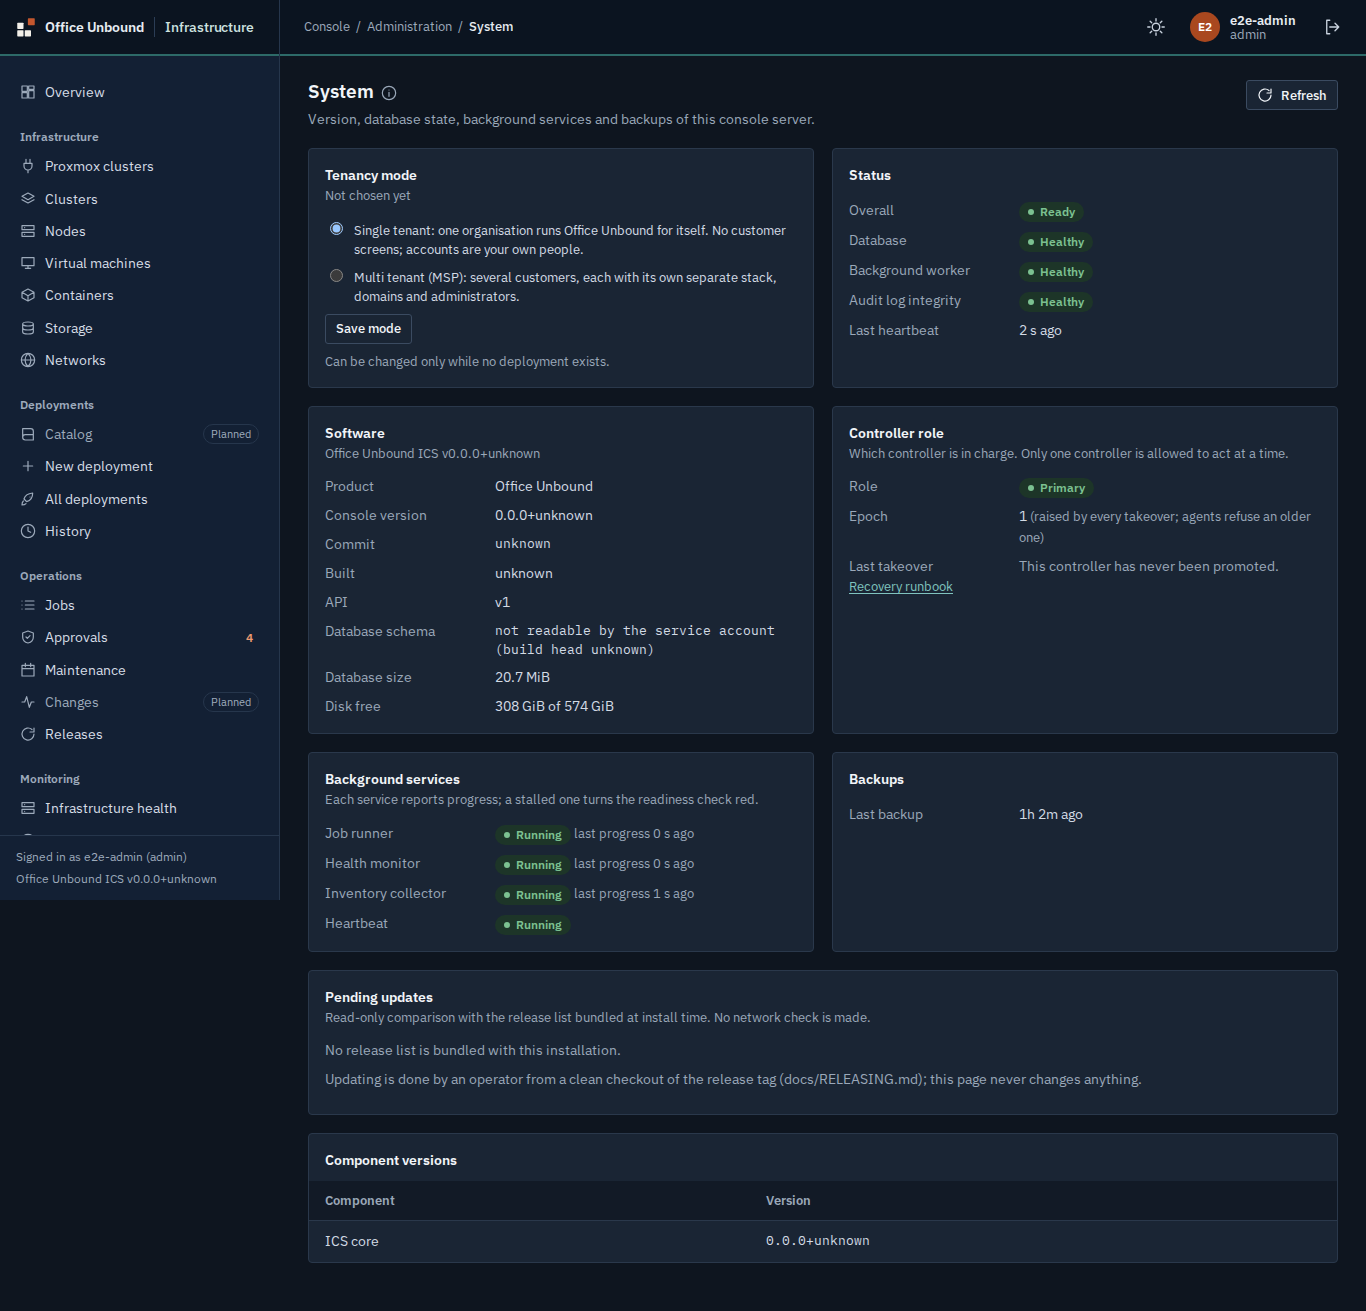 Office Unbound
Infrastructure
Console / Administration / System
E2
e2e-admin
admin
Overview
Infrastructure
Proxmox clusters
Clusters
Nodes
Virtual machines
Containers
Storage
Networks
Deployments
Catalog
Planned
New deployment
All deployments
History
Operations
Jobs
Approvals
4
Maintenance
Changes
Planned
Releases
Monitoring
Infrastructure health
Signed in as e2e-admin (admin)
Office Unbound ICS v0.0.0+unknown
System
Refresh
Version, database state, background services and backups of this console server.
Tenancy mode
Not chosen yet
Single tenant: one organisation runs Office Unbound for itself. No customer
screens; accounts are your own people.
Multi tenant (MSP): several customers, each with its own separate stack,
domains and administrators.
Save mode
Can be changed only while no deployment exists.
Status
Overall
Ready
Database
Healthy
Background worker
Healthy
Audit log integrity
Healthy
Last heartbeat
2 s ago
Software
Office Unbound ICS v0.0.0+unknown
Product
Office Unbound
Console version
0.0.0+unknown
Commit
unknown
Built
unknown
API
v1
Database schema
not readable by the service account
(build head unknown)
Database size
20.7 MiB
Disk free
308 GiB of 574 GiB
Controller role
Which controller is in charge. Only one controller is allowed to act at a time.
Role
Primary
Epoch
1 (raised by every takeover; agents refuse an older
one)
Last takeover
This controller has never been promoted.
Recovery runbook
Background services
Each service reports progress; a stalled one turns the readiness check red.
Job runner
Running last progress 0 s ago
Health monitor
Running last progress 0 s ago
Inventory collector
Running last progress 1 s ago
Heartbeat
Running
Backups
Last backup
1h 2m ago
Pending updates
Read-only comparison with the release list bundled at install time. No network check is made.
No release list is bundled with this installation.
Updating is done by an operator from a clean checkout of the release tag (docs/RELEASING.md); this page never changes anything.
Component versions
Component
Version
ICS core
0.0.0+unknown